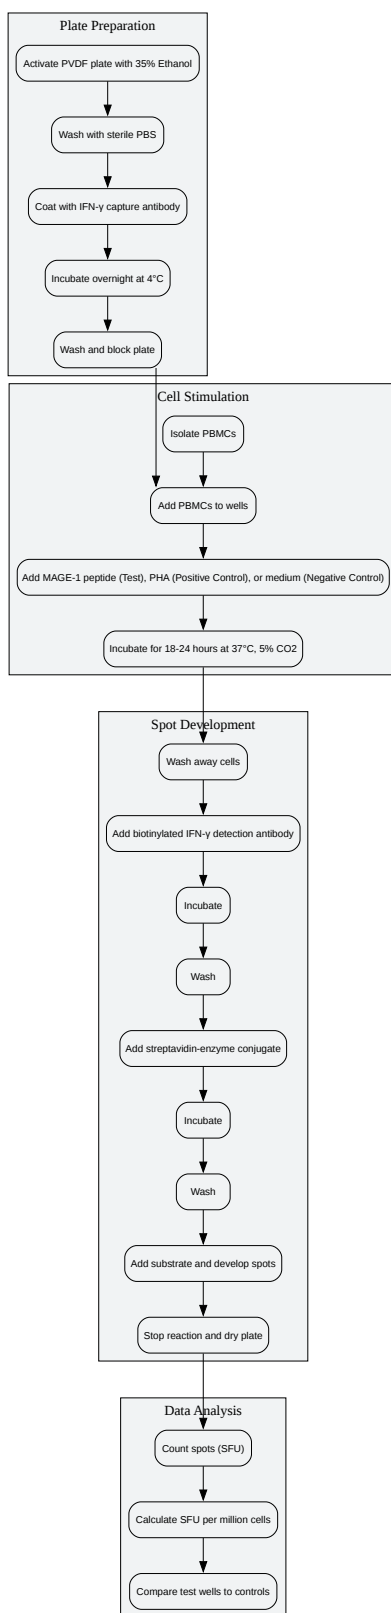 Plate Preparation
Activate PVDF plate with 35% Ethanol
Wash with sterile PBS
Coat with IFN-γ capture antibody
Incubate overnight at 4°C
Wash and block plate
Cell Stimulation
Isolate PBMCs
Add PBMCs to wells
Add MAGE-1 peptide (Test), PHA (Positive Control), or medium (Negative Control)
Incubate for 18-24 hours at 37°C, 5% CO2
Spot Development
Wash away cells
Add biotinylated IFN-γ detection antibody
Incubate
Wash
Add streptavidin-enzyme conjugate
Incubate
Wash
Add substrate and develop spots
Stop reaction and dry plate
Data Analysis
Count spots (SFU)
Calculate SFU per million cells
Compare test wells to controls